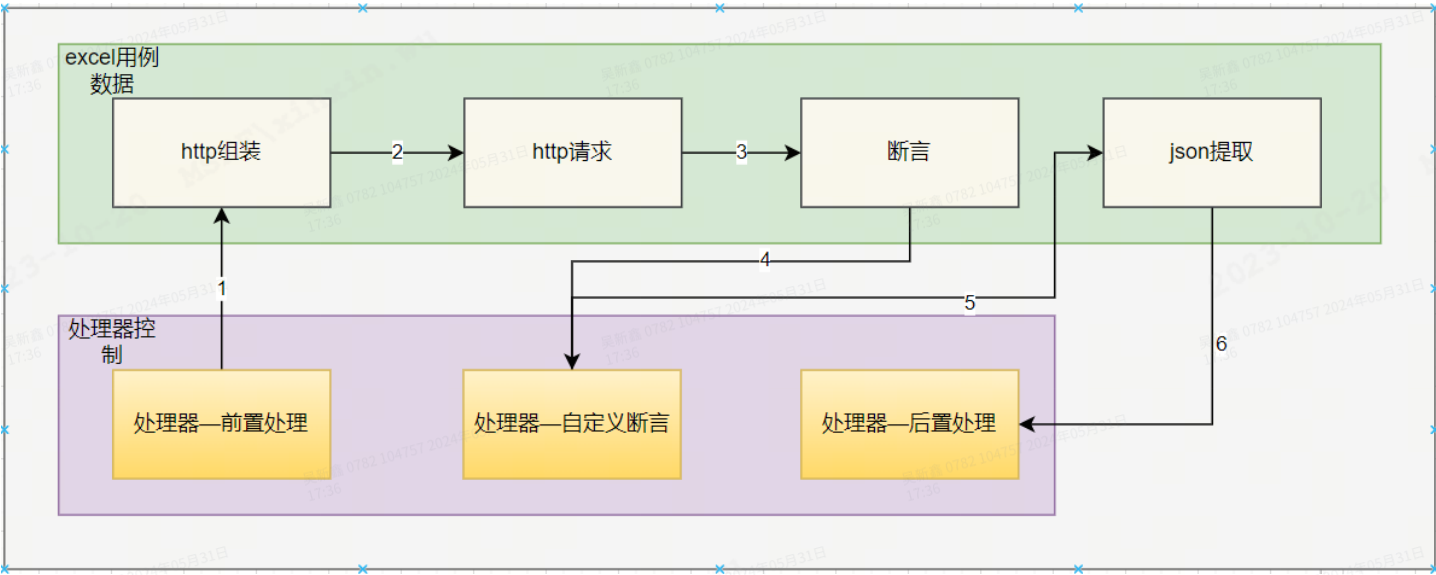 excel用例
数据
http组装
2
http请求
3
断言
json提取
4
1
5
处理器控
制
6
处理器—前置处理
处理器—自定义断言
处理器—后置处理